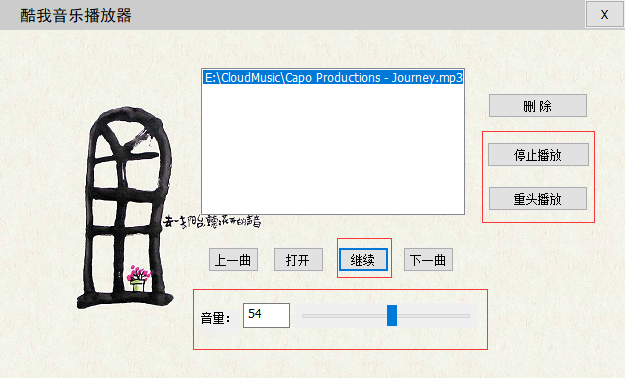 酷我音乐播放器
X
E:\CloudMusic\Capo Productions - Journey.mp3
删 除
停止播放
重头播放
上一曲
打开
继续
下一曲
音量：
54